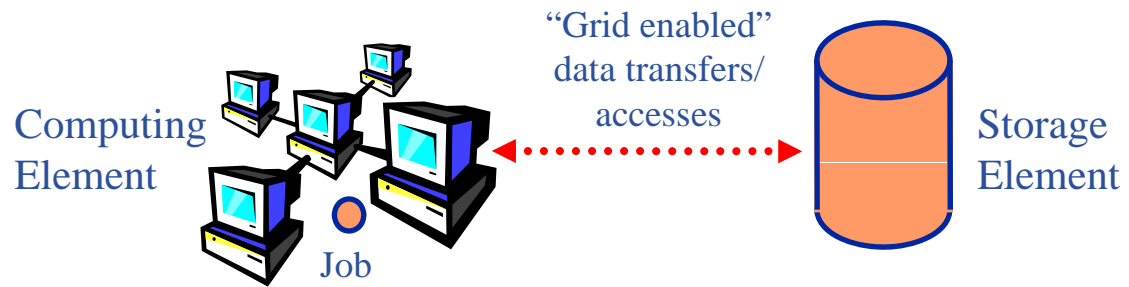 “Grid enabled”
data transfers/
accesses
Computing
Element
Storage
Element
Job